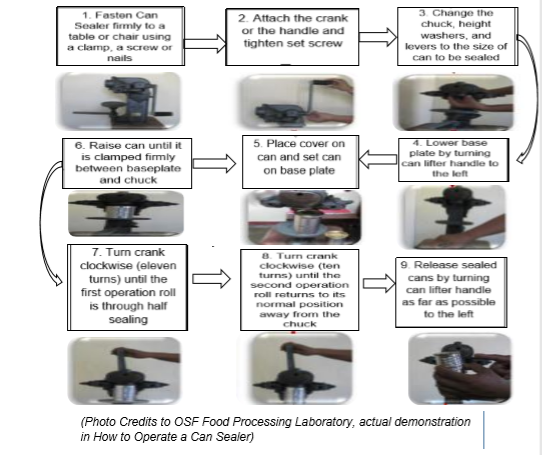 1. Fasten Can
Sealer firmly to a
table or chair using
a clamp, a screw or
nails
2. Attach the crank
or the handle and
tighten set screw
3. Change the
chuck, height
washers, and
levers to the size of
can to be sealed
4. Lower base
plate by turning
can lifter handle to
the left
5. Place cover on
can and set can
on base plate
6. Raise can until it
is clamped firmly
between baseplate
and chuck
7. Turn crank
clockwise (eleven
turns) until the
first operation roll
is through half
sealing
8. Turn crank
clockwise (ten
turns) until the
second operation
roll returns to its
normal position
away from the
chuck
9. Release sealed
cans by turning
can lifter handle
as far as possible
to the left
(Photo Credits to OSF Food Processing Laboratory, actual demonstration
in How to Operate a Can Sealer)